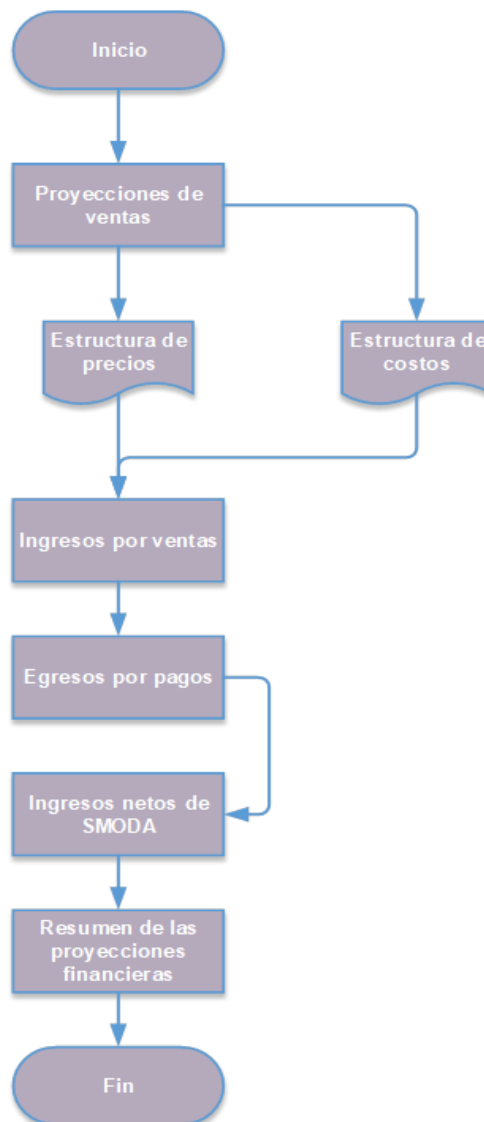 Inicio
Proyecciones de
ventas
Estructura de
precios
Estructura de
costos
Ingresos por ventas
Egresos por pagos
Ingresos netos de
SMODA
Resumen de las
proyecciones
financieras
Fin